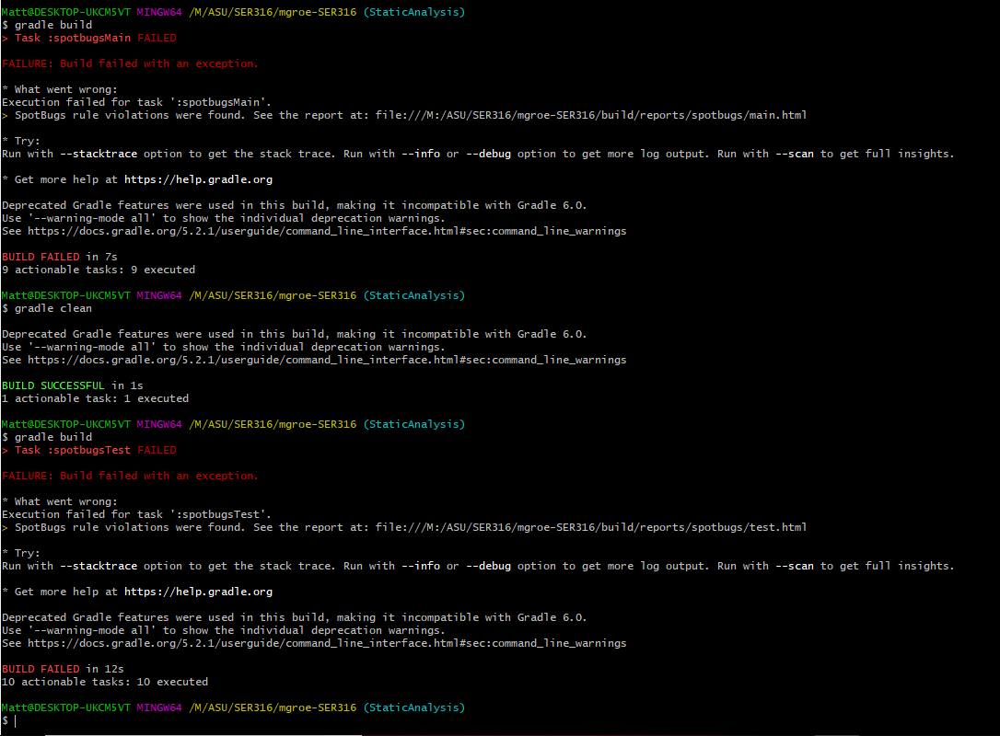 Matt@DESKTOP-UKCM5VT MINGW64 /M/ASU/SER316/mgroe-SER316 (StaticAnalysis)
$ gradle build
> Task :spotbugsMain FAILED
FAILURE: Build failed with an exception.
* What went wrong:
Execution failed for task ':spotbugsMain'.
> SpotBugs rule violations were found. See the report at: file:///M:/ASU/SER316/mgroe-SER316/build/reports/spotbugs/main.html
* Try:
Run with --stacktrace option to get the stack trace. Run with --info or --debug option to get more log output. Run with --scan to get full insights.
* Get more help at https://help.gradle.org
Deprecated Gradle features were used in this build, making it incompatible with Gradle 6.0.
Use '--warning-mode all' to show the individual deprecation warnings.
See https://docs.gradle.org/5.2.1/userguide/command_line_interface.html#sec:command_line_warnings
BUILD FAILED in 7s
9 actionable tasks: 9 executed
Matt@DESKTOP-UKCM5VT MINGW64 /M/ASU/SER316/mgroe-SER316 (StaticAnalysis)
$ gradle clean
Deprecated Gradle features were used in this build, making it incompatible with Gradle 6.0.
Use '--warning-mode all' to show the individual deprecation warnings.
See https://docs.gradle.org/5.2.1/userguide/command_line_interface.html#sec:command_line_warnings
BUILD SUCCESSFUL in 1s
1 actionable task: 1 executed
Matt@DESKTOP-UKCM5VT MINGW64 /M/ASU/SER316/mgroe-SER316 (StaticAnalysis)
$ gradle build
> Task :spotbugsTest FAILED
FAILURE: Build failed with an exception.
* What went wrong:
Execution failed for task ':spotbugsTest'.
> SpotBugs rule violations were found. See the report at: file:///M:/ASU/SER316/mgroe-SER316/build/reports/spotbugs/test.html
* Try:
Run with --stacktrace option to get the stack trace. Run with --info or --debug option to get more log output. Run with --scan to get full insights.
* Get more help at https://help.gradle.org
Deprecated Gradle features were used in this build, making it incompatible with Gradle 6.0.
Use '--warning-mode all' to show the individual deprecation warnings.
See https://docs.gradle.org/5.2.1/userguide/command_line_interface.html#sec:command_line_warnings
BUILD FAILED in 12s
10 actionable tasks: 10 executed
Matt@DESKTOP-UKCM5VT MINGW64 /M/ASU/SER316/mgroe-SER316 (StaticAnalysis)
$